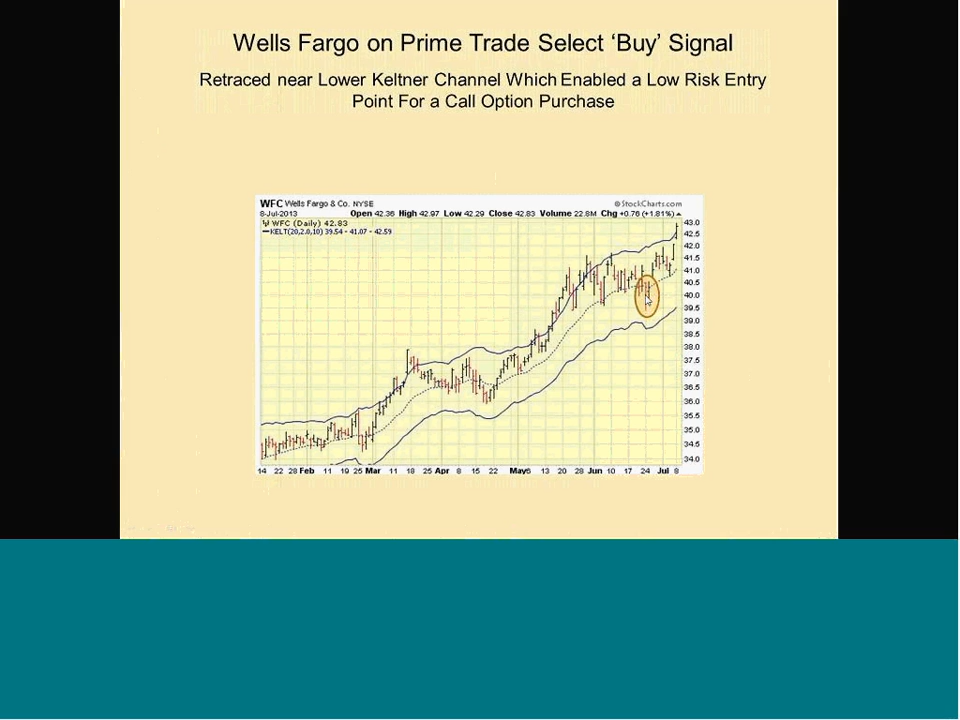 Wells Fargo on Prime Trade Select ‘Buy’ Signal
Retraced near Lower Keltner Channel Which Enabled a Low Risk Entry
Point For a Call Option Purchase
WFC Wells Fargo & Co. NYSE © StockCharts.com
8-Jul-2013 Open 42.36 High 42.97 Low 42.29 Close 42.83 Volume 22.8M Chg +0.76 (+1.81%)
WFC (Daily) 42.83
KELT(20,2.0,10) 39.54 - 41.07 - 42.59
43.0
42.5
42.0
41.5
41.0
40.5
40.0
39.5
39.0
38.5
38.0
37.5
37.0
36.5
36.0
35.5
35.0
34.5
34.0
14 22 28 Feb 11 19 25 Mar 11 18 25 Apr 8 15 22 May6 13 20 28 Jun 10 17 24 Jul 8